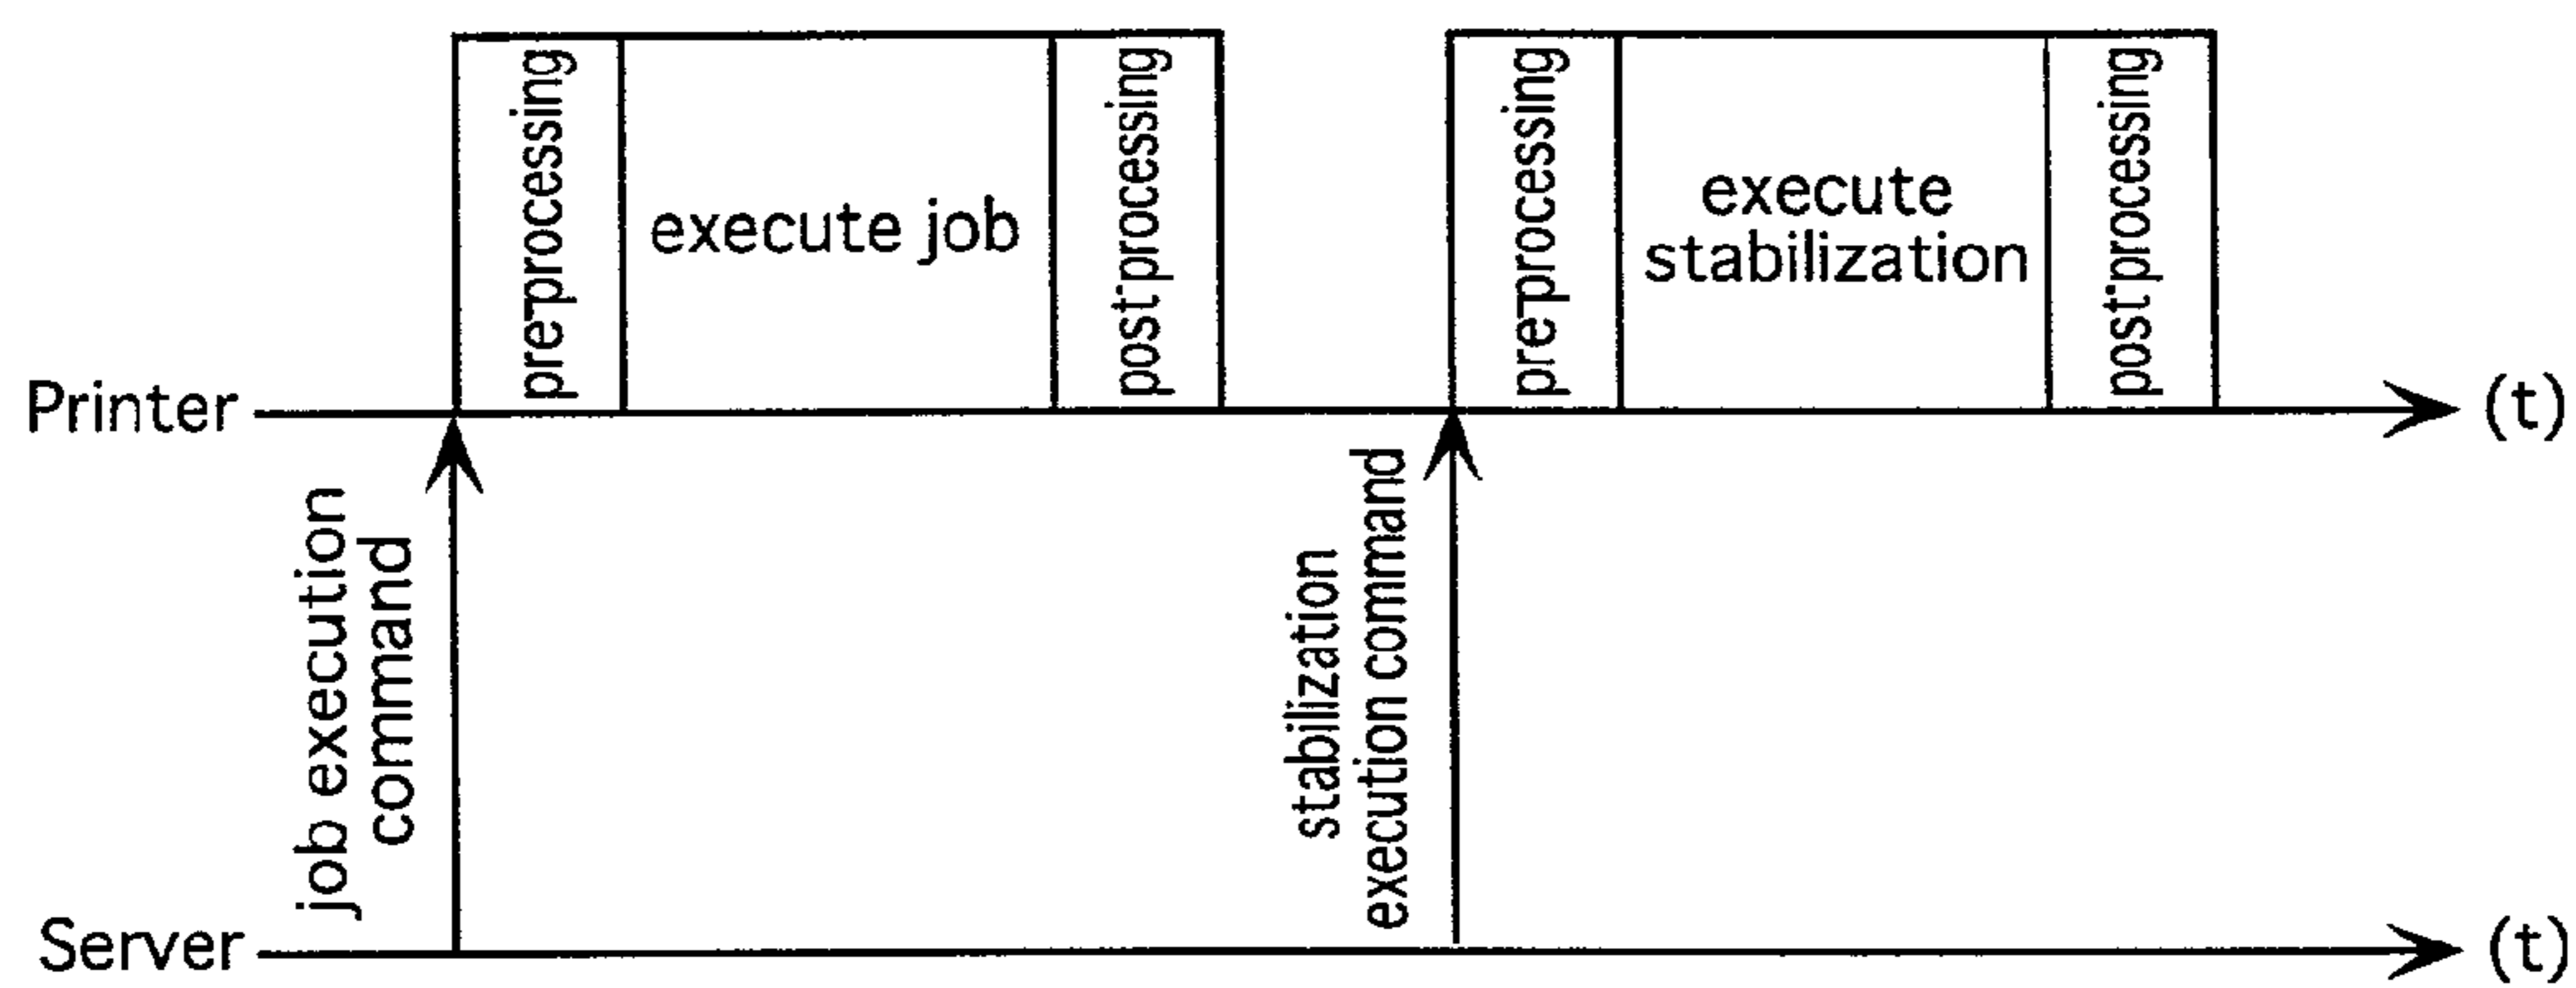 pre-processing
execute job
post-processing
pre-processing
execute
stabilization
post-processing
Printer
(t)
job execution
command
stabilization
execution command
Server
(t)